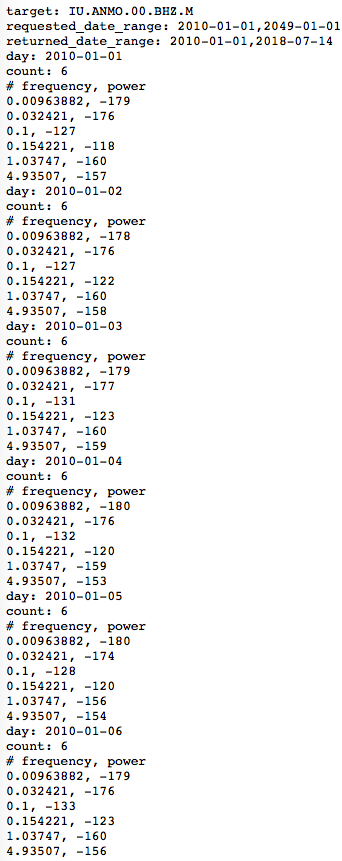 target: IU.ANMO.00.BHZ.M
requested_date_range: 2010-01-01,2049-01-01
returned_date_range: 2010-01-01,2018-07-14
day: 2010-01-01
count: 6
# frequency, power
0.00963882, -179
0.032421, -176
0.1, -127
0.154221, -118
1.03747, -160
4.93507, -157
day: 2010-01-02
count: 6
# frequency, power
0.00963882, -178
0.032421, -176
0.1, -127
0.154221, -122
1.03747, -160
4.93507, -158
day: 2010-01-03
count: 6
# frequency, power
0.00963882, -179
0.032421, -177
0.1, -131
0.154221, -123
1.03747, -160
4.93507, -159
day: 2010-01-04
count: 6
# frequency, power
0.00963882, -180
0.032421, -176
0.1, -132
0.154221, -120
1.03747, -159
4.93507, -153
day: 2010-01-05
count: 6
# frequency, power
0.00963882, -180
0.032421, -174
0.1, -128
0.154221, -120
1.03747, -156
4.93507, -154
day: 2010-01-06
count: 6
# frequency, power
0.00963882, -179
0.032421, -176
0.1, -133
0.154221, -123
1.03747, -160
4.93507, -156